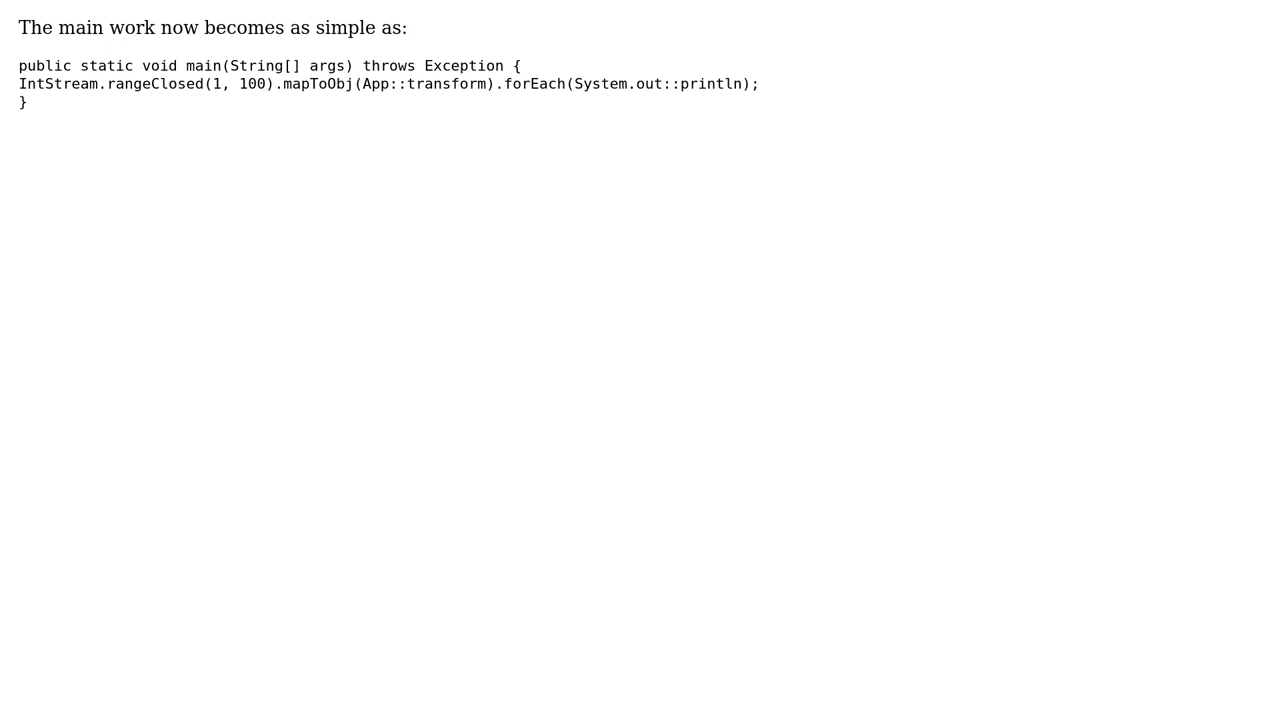 The main work now becomes as simple as:
public static void main(String[] args) throws Exception {
IntStream.rangeClosed(1, 100).mapToObj(App::transform).forEach(System.out::println);
}